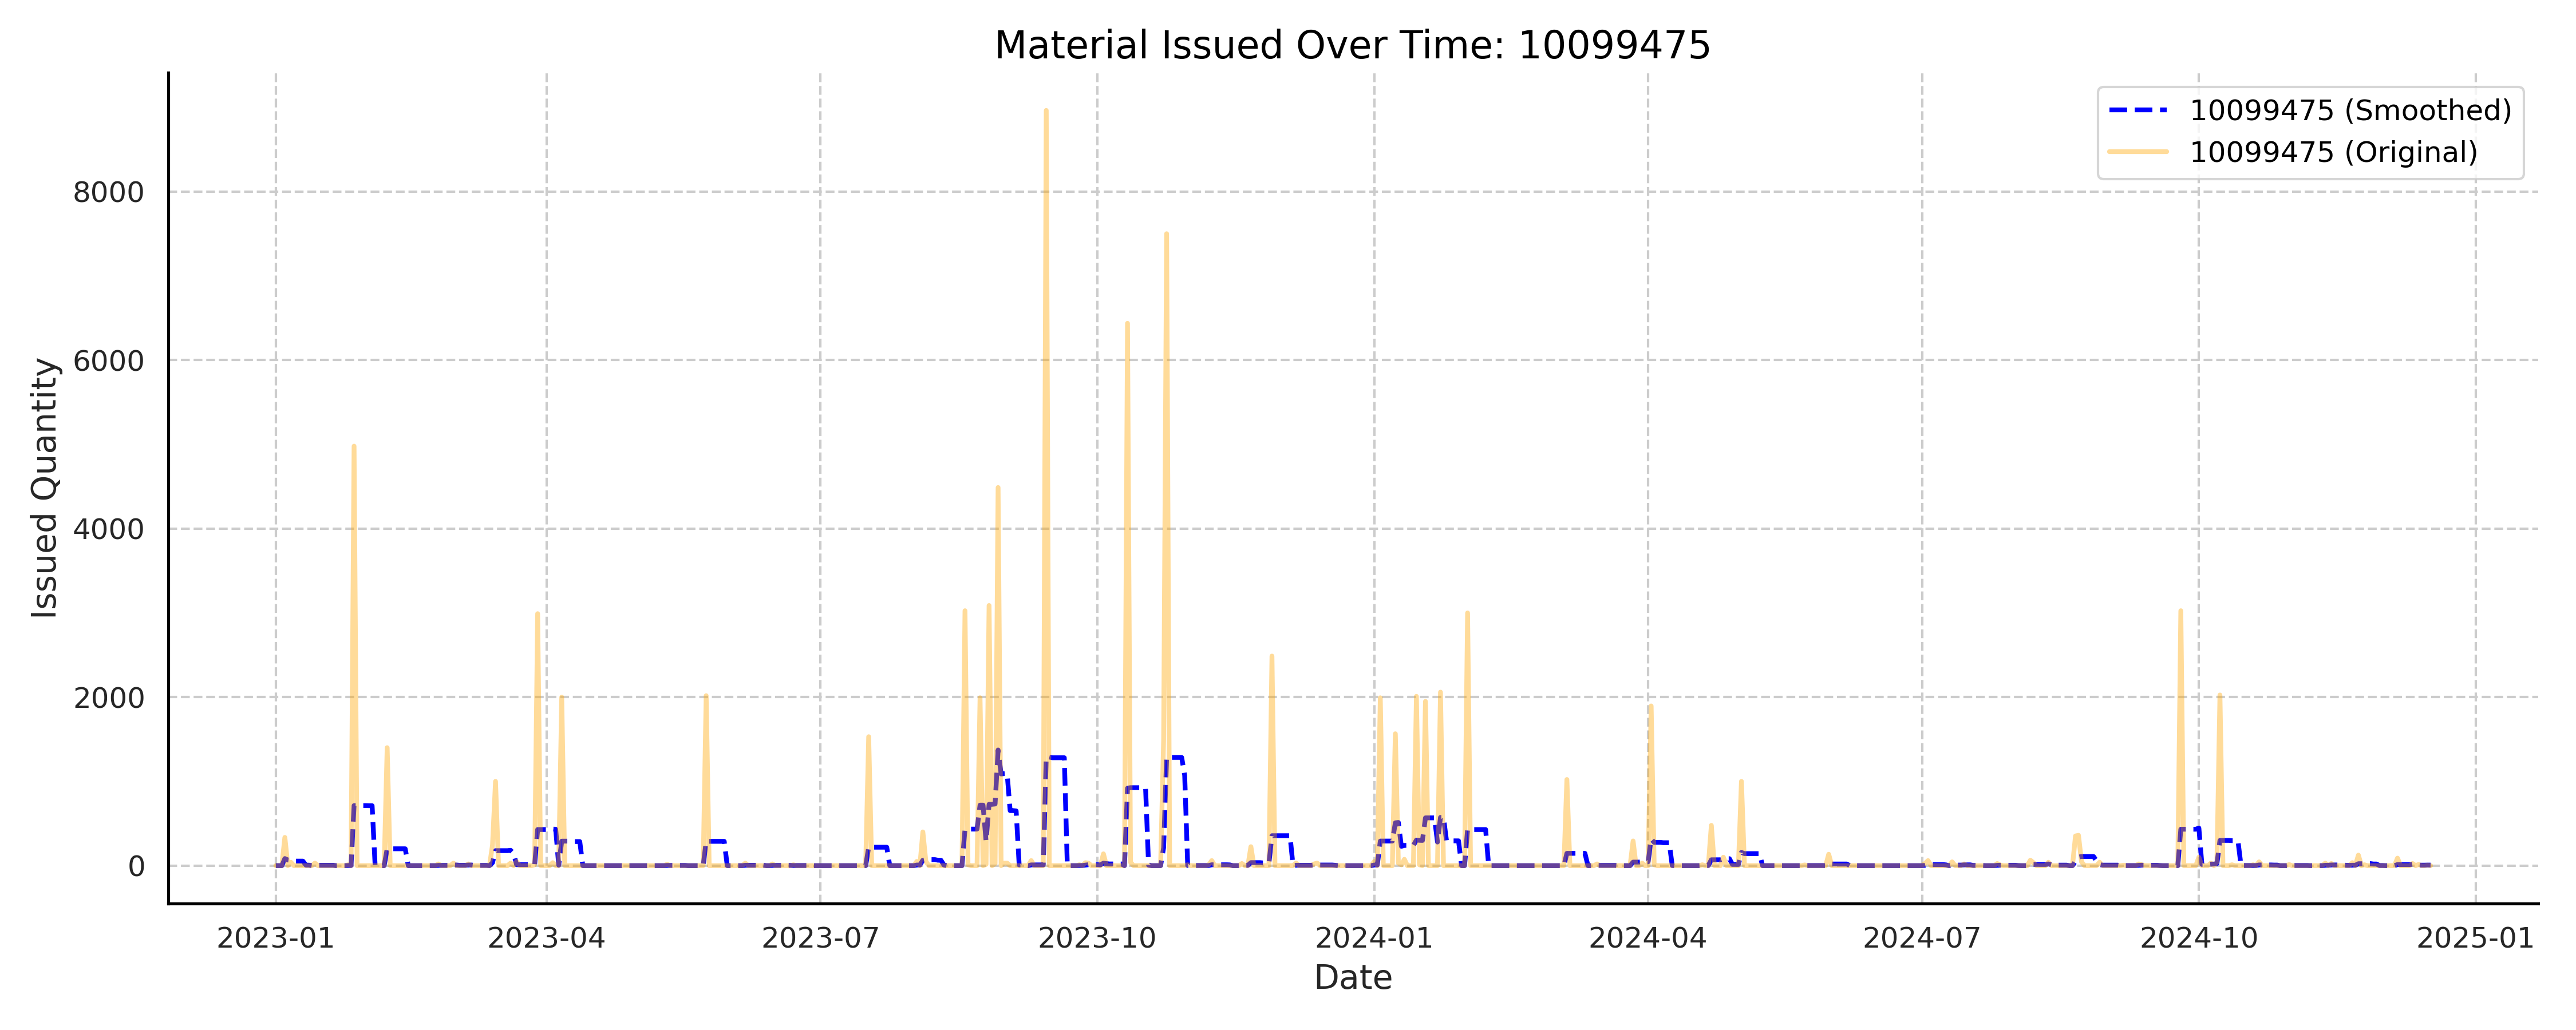 Material Issued Over Time: 10099475
10099475 (Smoothed)
10099475 (Original)
Issued Quantity
8000
6000
4000
2000
0
2023-01 2023-04 2023-07 2023-10 2024-01 2024-04 2024-07 2024-10 2025-01
Date